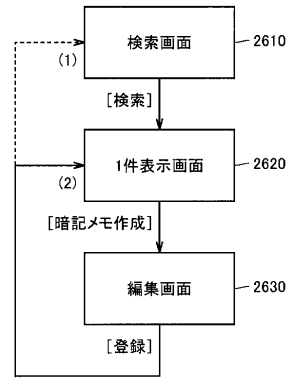 検索画面
2610
(1)
[検索]
1件表示画面
2620
(2)
[暗記メモ作成]
編集画面
2630
[登録]